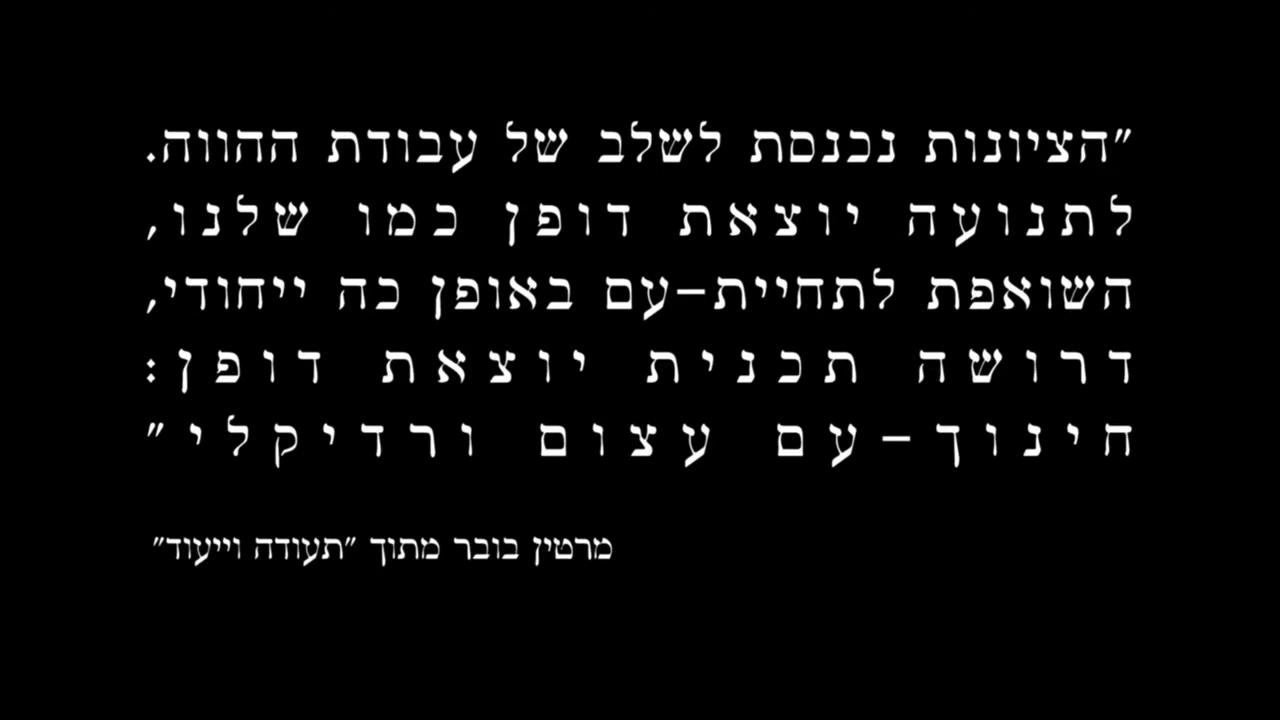 "הציונות נכנסת לשלב של עבודת ההווה.
לתנועה יוצאת דופן כמו שלנו,
השואפת לתחיית-עם באופן כה ייחודי,
דרושה תכנית יוצאת דופן:
חינוך-עם עצום ורדיקלי"
מרטין בובר מתוך "תעודה וייעוד"